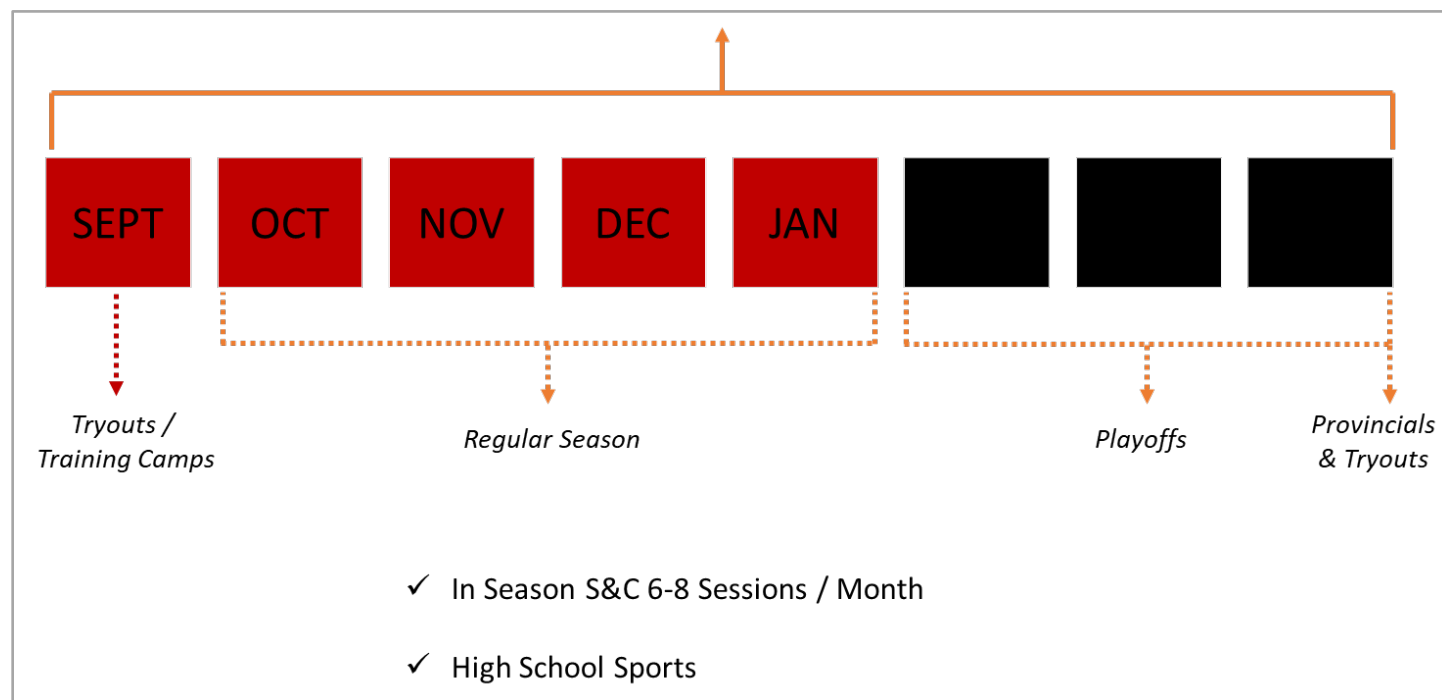 SEPT OCT NOV DEC JAN
Tryouts /
Training Camps
Regular Season
Playoffs
Provincials
& Tryouts
✓ In Season S&C 6-8 Sessions / Month
✓ High School Sports